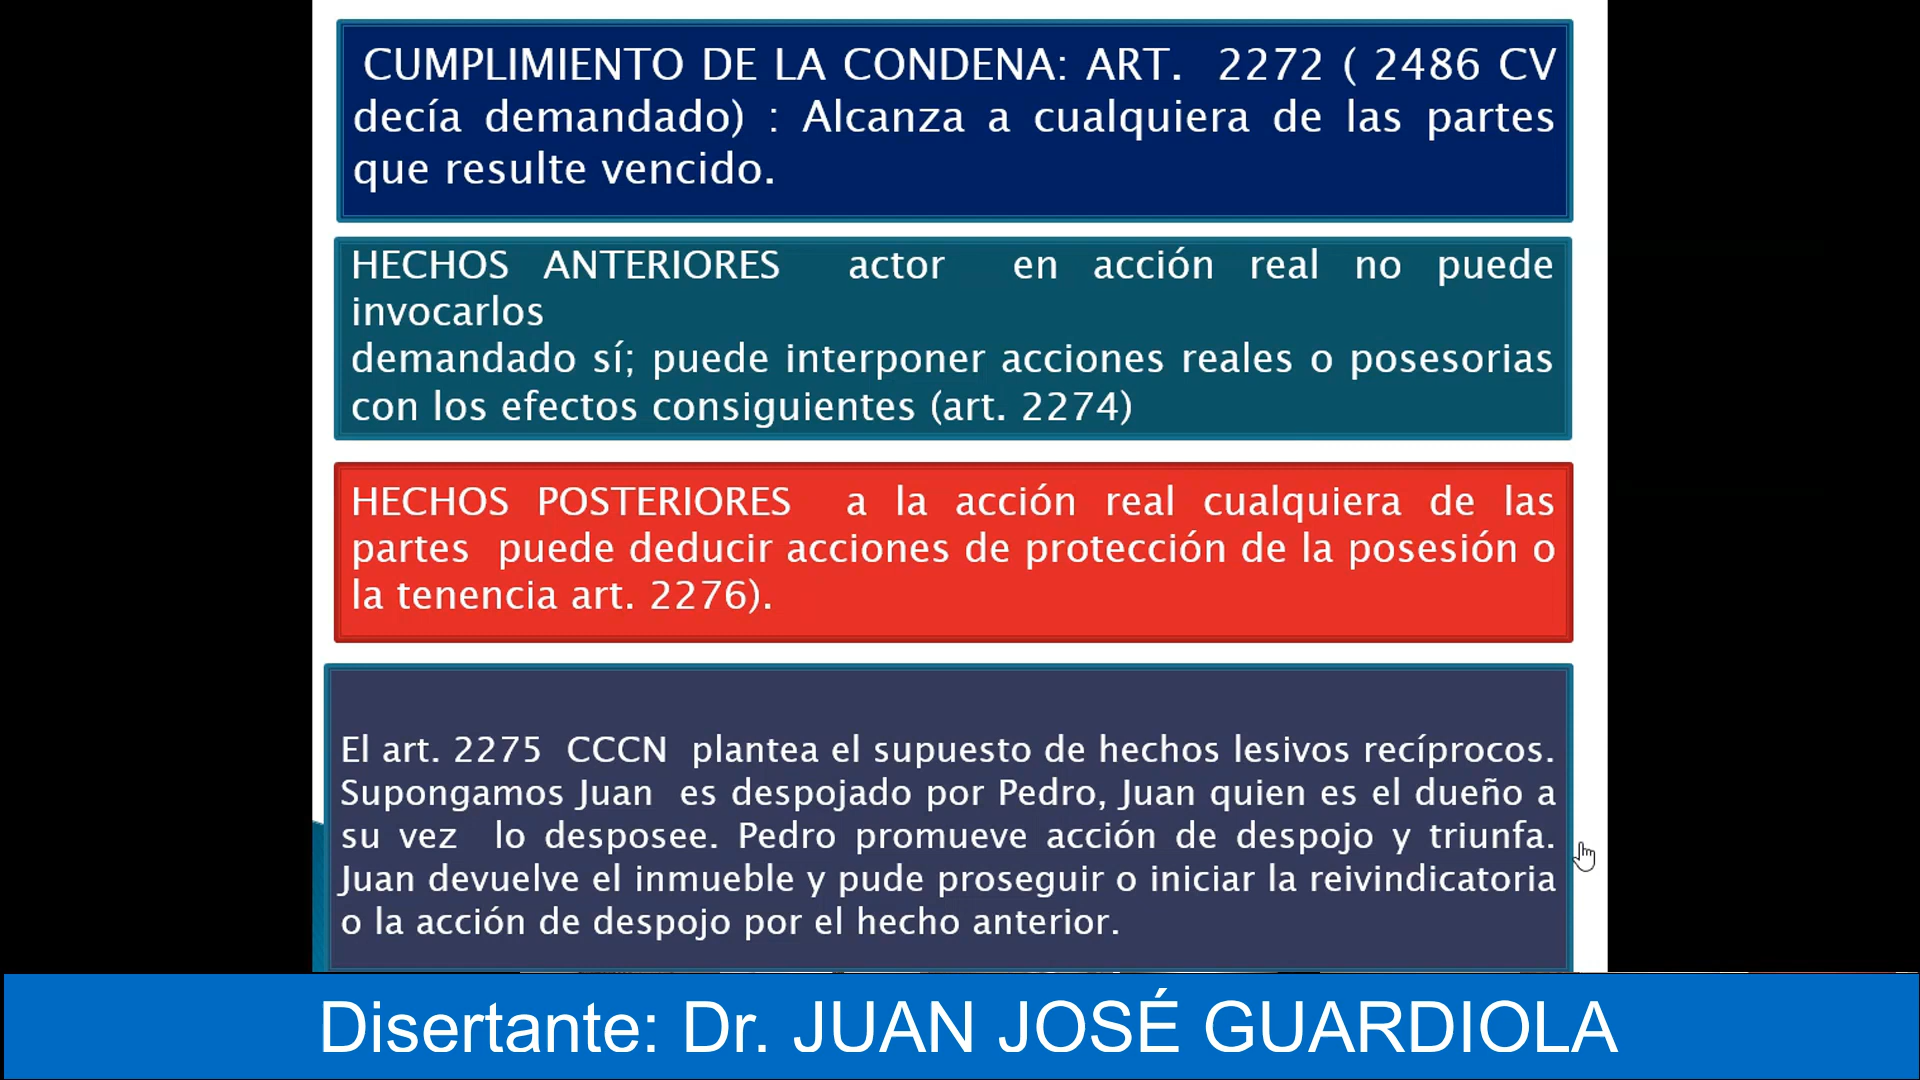 CUMPLIMIENTO DE LA CONDENA: ART. 2272 ( 2486 CV
decía demandado) : Alcanza a cualquiera de las partes
que resulte vencido.
HECHOS ANTERIORES actor en acción real no puede
invocarlos
demandado sí; puede interponer acciones reales o posesorias
con los efectos consiguientes (art. 2274)
HECHOS POSTERIORES a la acción real cualquiera de las
partes puede deducir acciones de protección de la posesión o
la tenencia art. 2276).
El art. 2275 CCCN plantea el supuesto de hechos lesivos recíprocos.
Supongamos Juan es despojado por Pedro, Juan quien es el dueño a
su vez lo desposee. Pedro promueve acción de despojo y triunfa.
Juan devuelve el inmueble y pude proseguir o iniciar la reivindicatoria
o la acción de despojo por el hecho anterior.
Disertante: Dr. JUAN JOSÉ GUARDIOLA